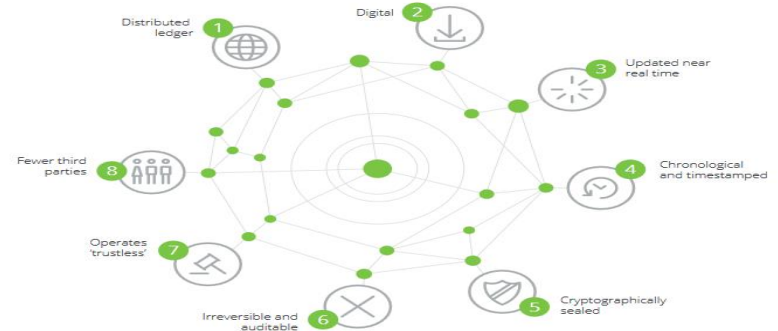 1
Distributed
ledger
2
Digital
3
Updated near
real time
4
Chronological
and timestamped
5
Cryptographically
sealed
6
Irreversible and
auditable
7
Operates
'trustless'
8
Fewer third
parties